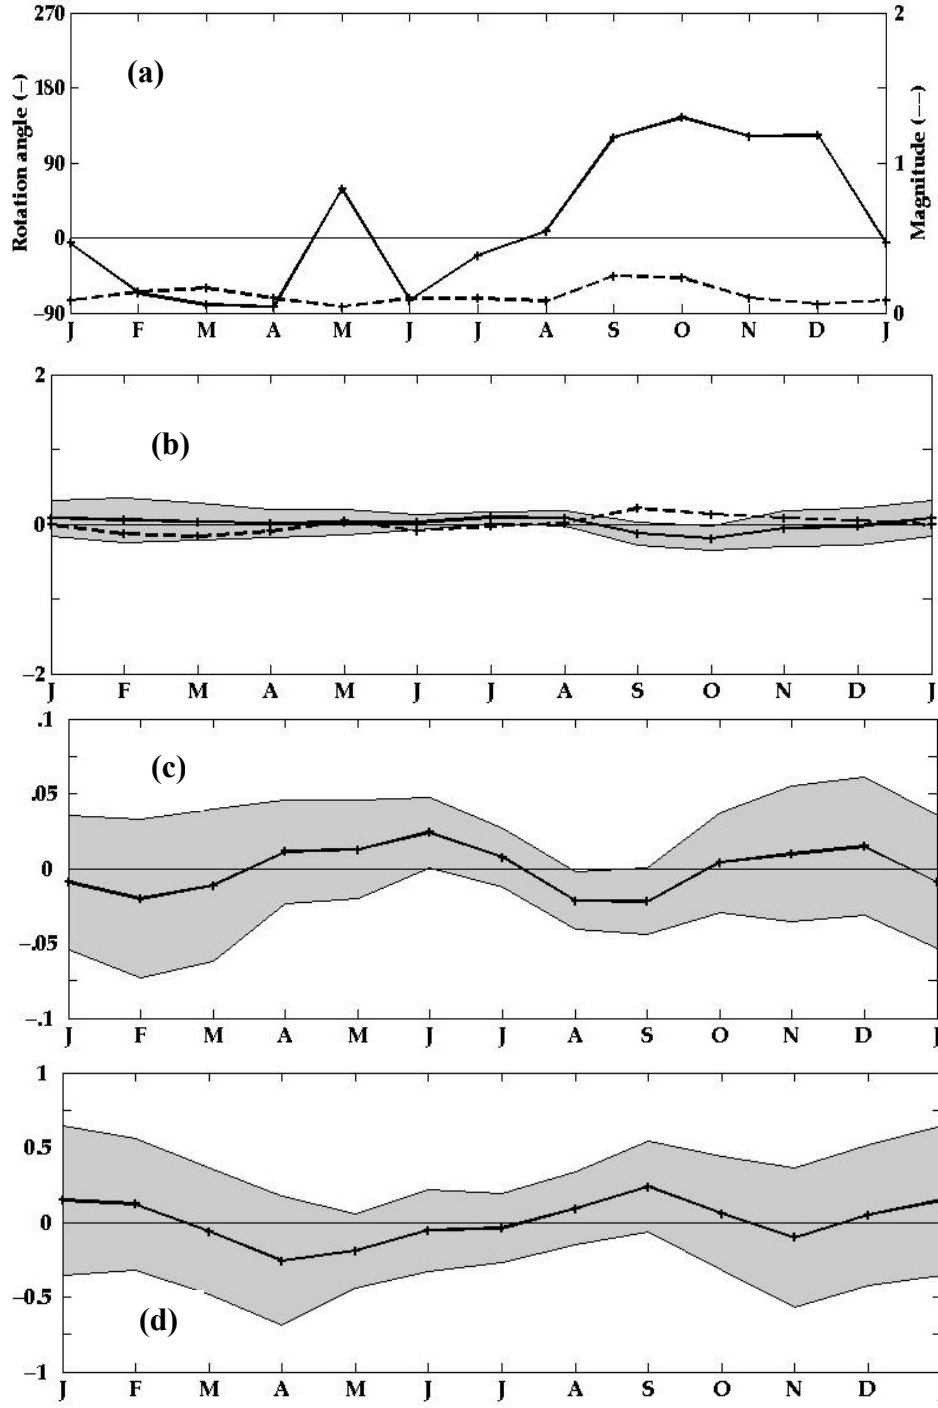 270
2
(a)
180
90
1
0
−90
0
Rotation angle (−)
Magnitude (−−)
J F M A M J J A S O N D J
2
(b)
0
−2
J F M A M J J A S O N D J
.1
(c)
.05
0
−.05
−.1
J F M A M J J A S O N D J
1
0.5
0
−0.5
(d)
−1
J F M A M J J A S O N D